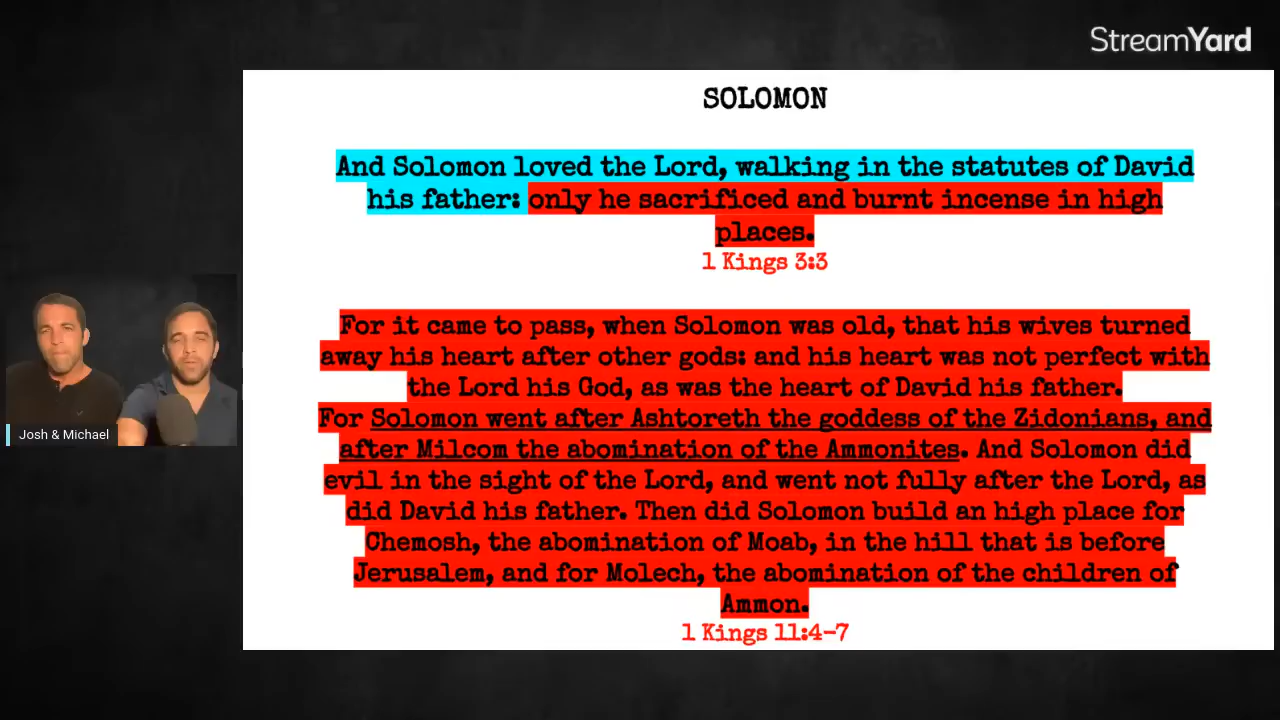 StreamYard
SOLOMON
And Solomon loved the Lord, walking in the statutes of David
his father: only he sacrificed and burnt incense in high
places.
1 Kings 3:3
For it came to pass, when Solomon was old, that his wives turned
away his heart after other gods: and his heart was not perfect with
the Lord his God, as was the heart of David his father.
For Solomon went after Ashtoreth the goddess of the Zidonians, and
after Milcom the abomination of the Ammonites. And Solomon did
evil in the sight of the Lord, and went not fully after the Lord, as
did David his father. Then did Solomon build an high place for
Chemosh, the abomination of Moab, in the hill that is before
Jerusalem, and for Molech, the abomination of the children of
Ammon.
1 Kings 11:4-7
Josh & Michael